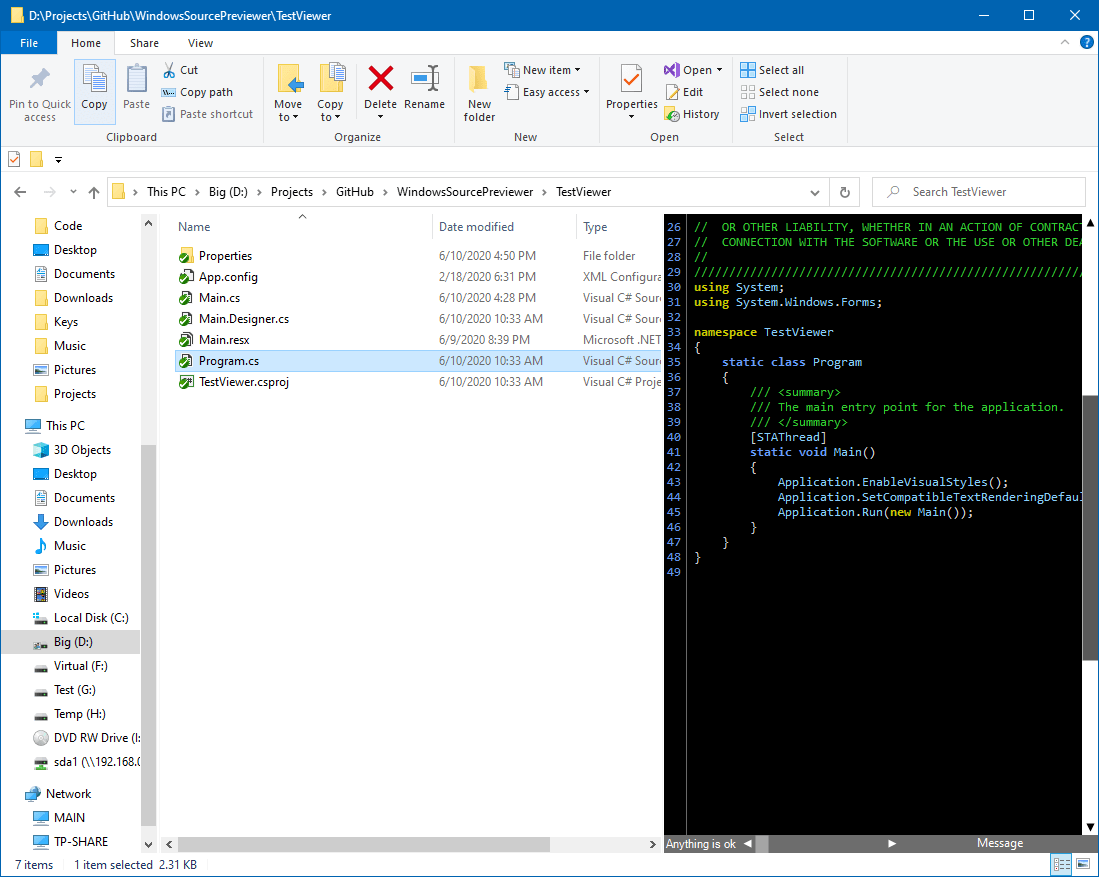 D:\Projects\GitHub\WindowsSourcePreviewer\TestViewer
File Home Share View
Pin to Quick access
Copy
Paste
Cut
Copy path
Paste shortcut
Clipboard
Move to
Copy to
Delete
Rename
Organize
New folder
New item
Easy access
New
Properties
Open
Edit
History
Open
Select all
Select none
Invert selection
Select
This PC > Big (D:) > Projects > GitHub > WindowsSourcePreviewer > TestViewer
Search TestViewer
Code
Desktop
Documents
Downloads
Keys
Music
Pictures
Projects
This PC
3D Objects
Desktop
Documents
Downloads
Music
Pictures
Videos
Local Disk (C:)
Big (D:)
Virtual (F:)
Test (G:)
Temp (H:)
DVD RW Drive (I:
sda1 (\\192.168.0
Network
MAIN
TP-SHARE
Name Date modified Type
Properties 6/10/2020 4:50 PM File folder
App.config 2/18/2020 6:31 PM XML Configura
Main.cs 6/10/2020 4:28 PM Visual C# Sour
Main.Designer.cs 6/10/2020 10:33 AM Visual C# Sour
Main.resx 6/9/2020 8:39 PM Microsoft .NET
Program.cs 6/10/2020 10:33 AM Visual C# Sour
TestViewer.csproj 6/10/2020 10:33 AM Visual C# Proje
26 // OR OTHER LIABILITY, WHETHER IN AN ACTION OF CONTRACT
27 // CONNECTION WITH THE SOFTWARE OR THE USE OR OTHER DEA
28 //
29 ////////////////////////////////////////////////////////
30 using System;
31 using System.Windows.Forms;
32
33 namespace TestViewer
34 {
35 static class Program
36 {
37 /// <summary>
38 /// The main entry point for the application.
39 /// </summary>
40 [STAThread]
41 static void Main()
42 {
43 Application.EnableVisualStyles();
44 Application.SetCompatibleTextRenderingDefaul
45 Application.Run(new Main());
46 }
47 }
48 }
49
Anything is ok Message
7 items 1 item selected 2.31 KB